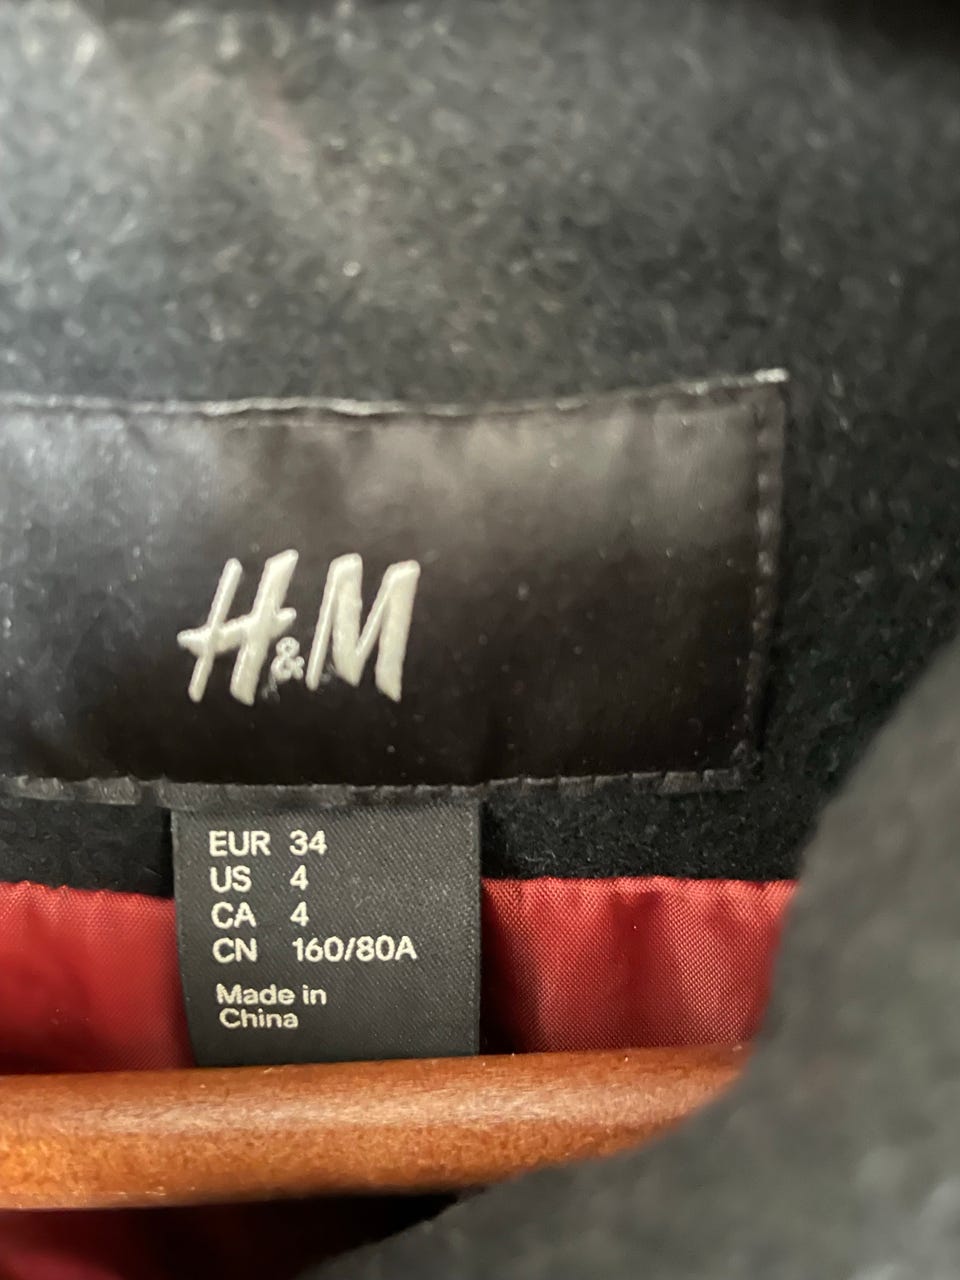 H&M
EUR 34
US 4
CA 4
CN 160/80A
Made in
China